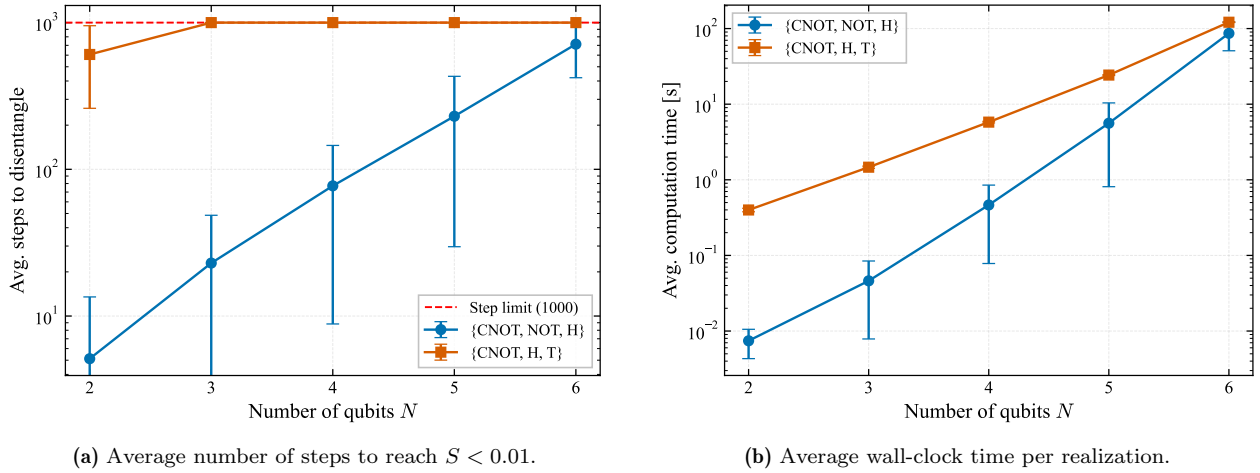 10³
10²
10¹
Avg. steps to disentangle
Step limit (1000)
{CNOT, NOT, H}
{CNOT, H, T}
2 3 4 5 6
Number of qubits N
(a) Average number of steps to reach S < 0.01.
{CNOT, NOT, H}
{CNOT, H, T}
10²
10¹
10⁰
10⁻¹
10⁻²
Avg. computation time [s]
2 3 4 5 6
Number of qubits N
(b) Average wall-clock time per realization.